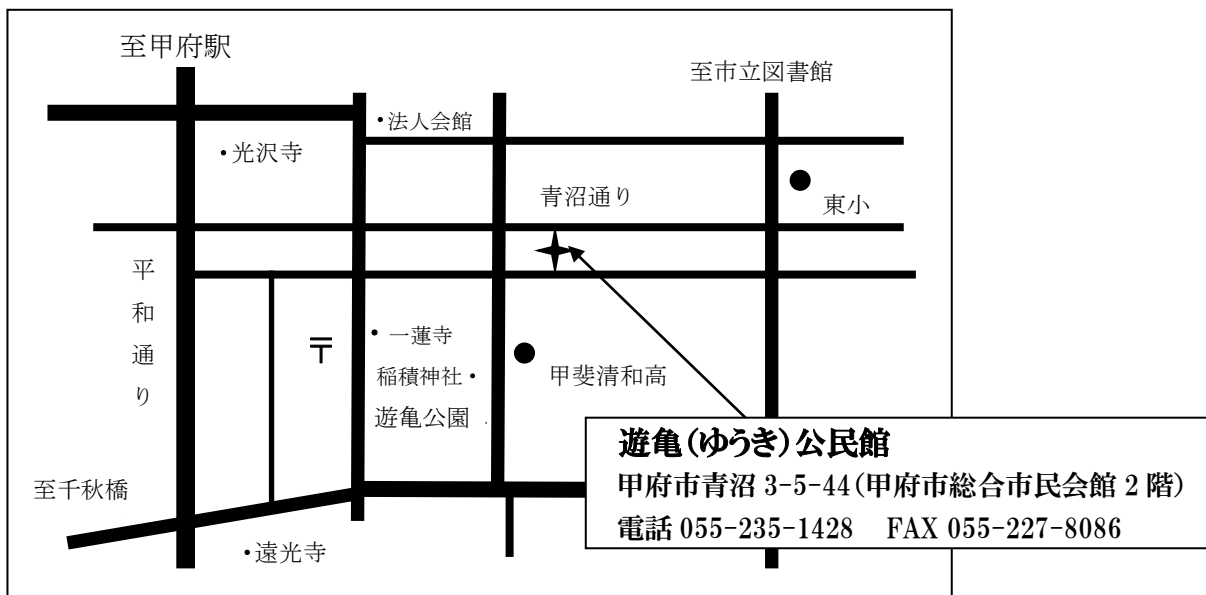 至甲府駅
至市立図書館
・法人会館
・光沢寺
青沼通り
東小
平和通り
〒
・一蓮寺
稲積神社・
甲斐清和高
遊亀公園
遊亀(ゆうき)公民館
甲府市青沼 3-5-44(甲府市総合市民会館 2 階)
電話 055-235-1428 FAX 055-227-8086
至千秋橋
・遠光寺